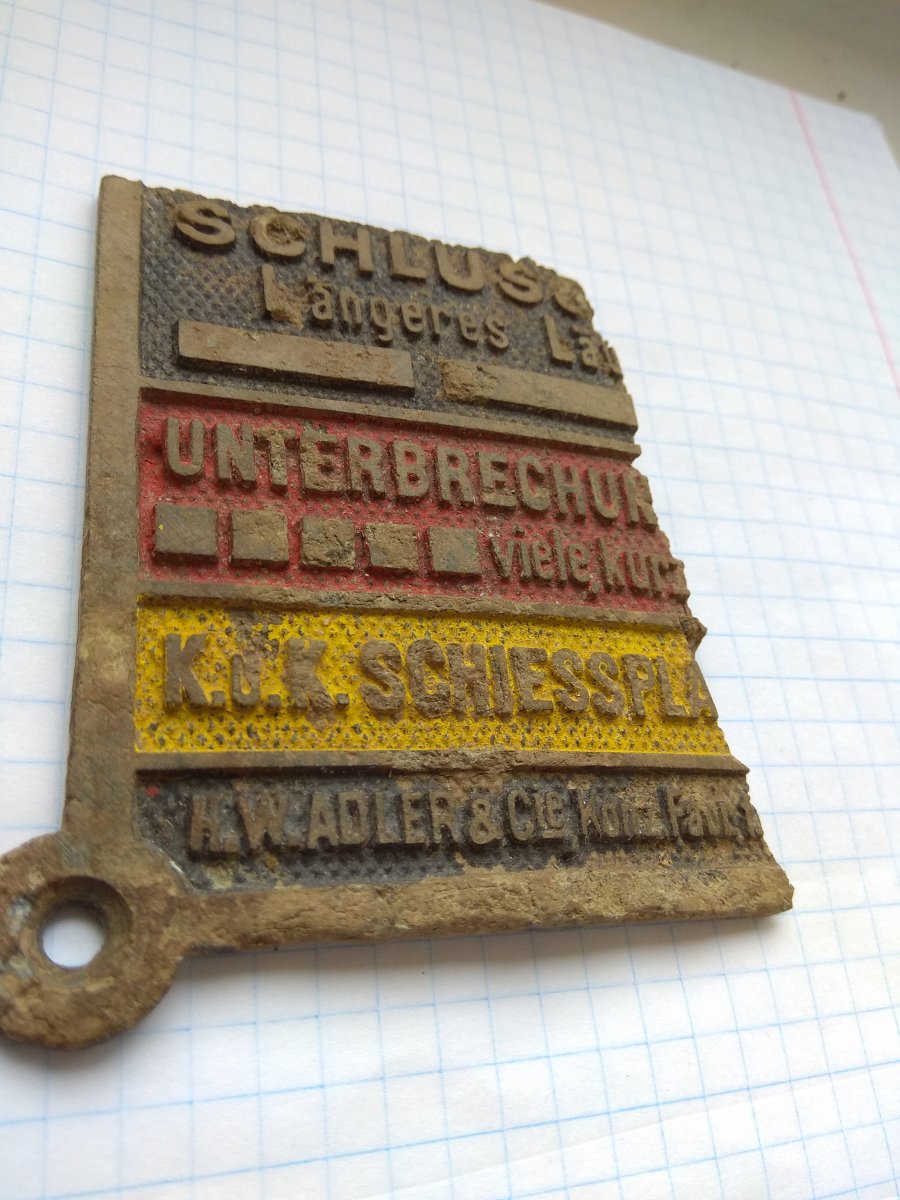 SCHLUSS
Längeres Läu
UNTERBRECHUN
viele kurz
K.u.K. SCHIESSPLA
H.W. ADLER & Cie